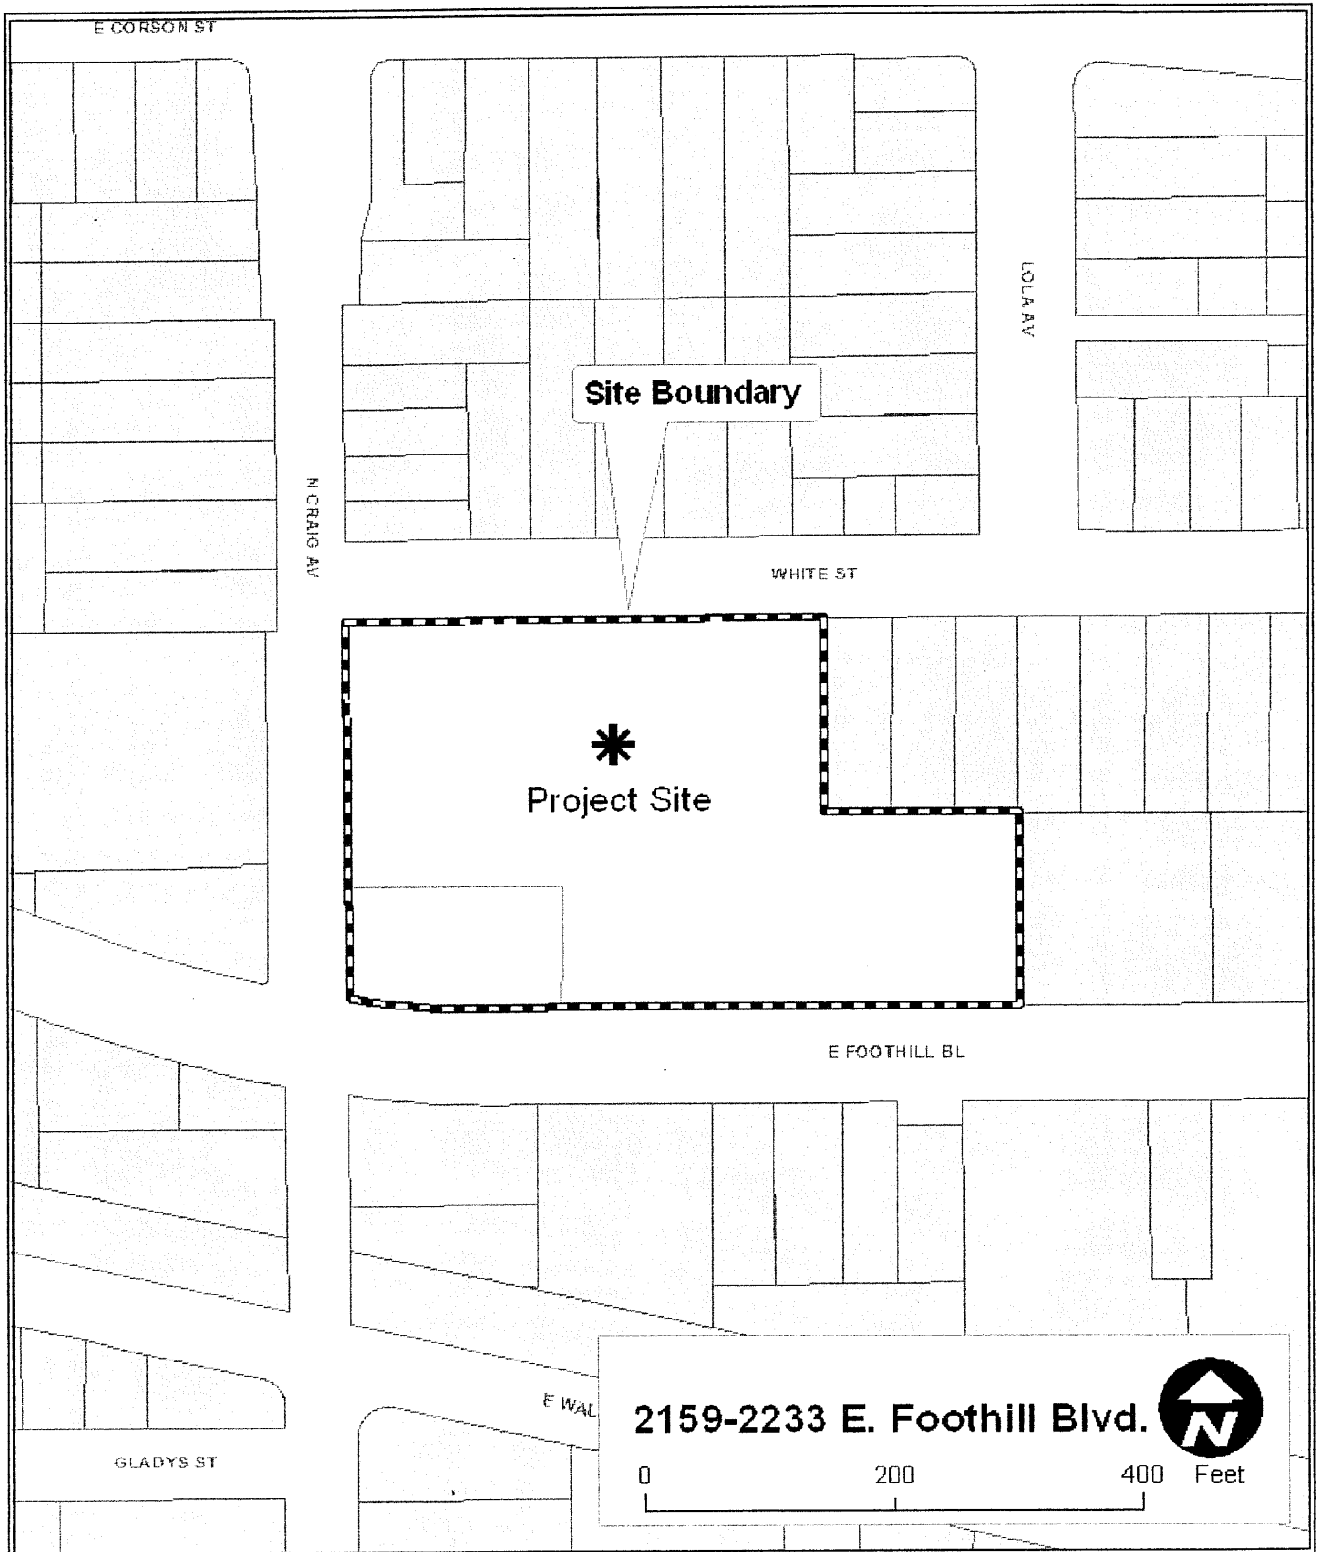 E CORSON ST
LOLA AV
Site Boundary
N CRAIG AV
WHITE ST
Project Site
E FOOTHILL BL
E WAL
2159-2233 E. Foothill Blvd.
N
GLADYS ST
0 200 400 Feet